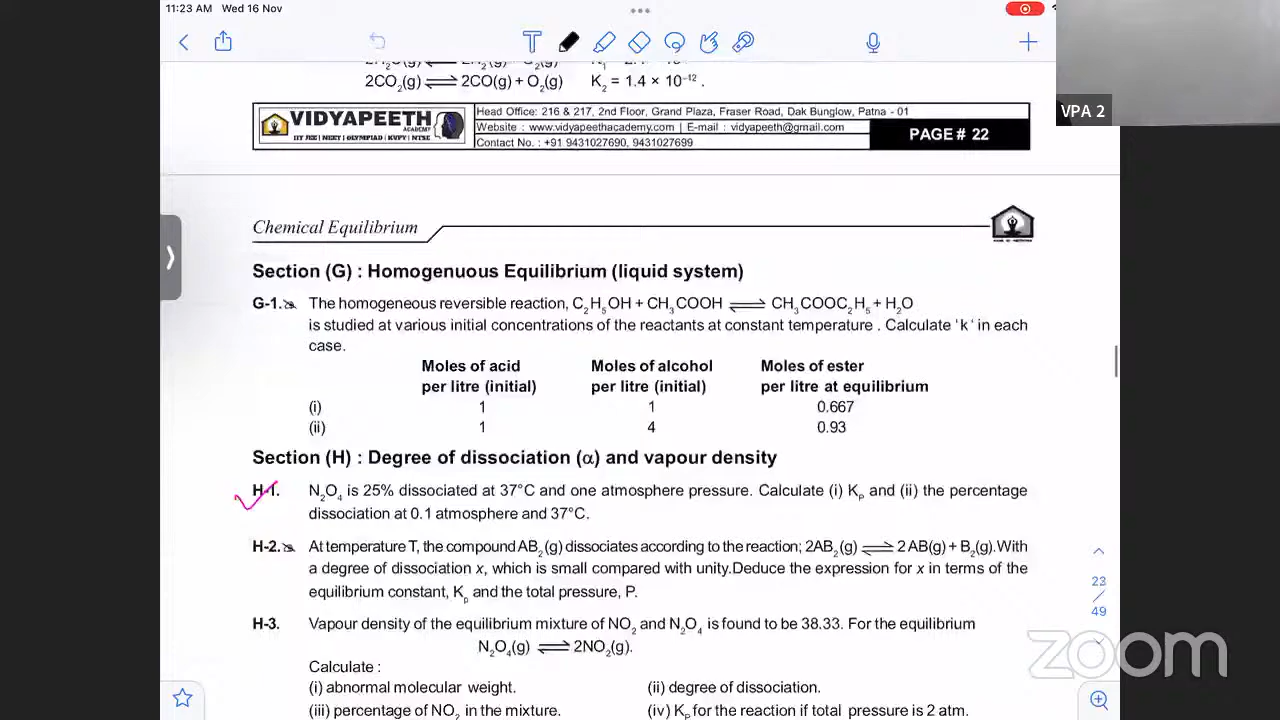 11:23 AM Wed 16 Nov
VPA 2
2CO₂(g) ⇌ 2CO(g) + O₂(g) K₂ = 1.4 × 10⁻¹² .
VIDYAPEETH
ACADEMY
IIT JEE | NEET | OLYMPIAD | KVPY | NTSE
Head Office: 216 & 217, 2nd Floor, Grand Plaza, Fraser Road, Dak Bunglow, Patna - 01
Website : www.vidyapeethacademy.com | E-mail : vidyapeeth@gmail.com
Contact No. : +91 9431027690, 9431027699
PAGE # 22
Chemical Equilibrium
Section (G) : Homogenuous Equilibrium (liquid system)
G-1. The homogeneous reversible reaction, C₂H₅OH + CH₃COOH ⇌ CH₃COOC₂H₅ + H₂O
is studied at various initial concentrations of the reactants at constant temperature . Calculate 'k' in each
case.
Moles of acid Moles of alcohol Moles of ester
per litre (initial) per litre (initial) per litre at equilibrium
(i) 1 1 0.667
(ii) 1 4 0.93
Section (H) : Degree of dissociation (α) and vapour density
H-1. N₂O₄ is 25% dissociated at 37°C and one atmosphere pressure. Calculate (i) Kₚ and (ii) the percentage
dissociation at 0.1 atmosphere and 37°C.
H-2. At temperature T, the compound AB₂(g) dissociates according to the reaction; 2AB₂(g) ⇌ 2 AB(g) + B₂(g).With
a degree of dissociation x, which is small compared with unity.Deduce the expression for x in terms of the
equilibrium constant, Kₚ and the total pressure, P.
H-3. Vapour density of the equilibrium mixture of NO₂ and N₂O₄ is found to be 38.33. For the equilibrium
N₂O₄(g) ⇌ 2NO₂(g).
Calculate :
(i) abnormal molecular weight. (ii) degree of dissociation.
(iii) percentage of NO₂ in the mixture. (iv) Kₚ for the reaction if total pressure is 2 atm.
23
/
49
zoom